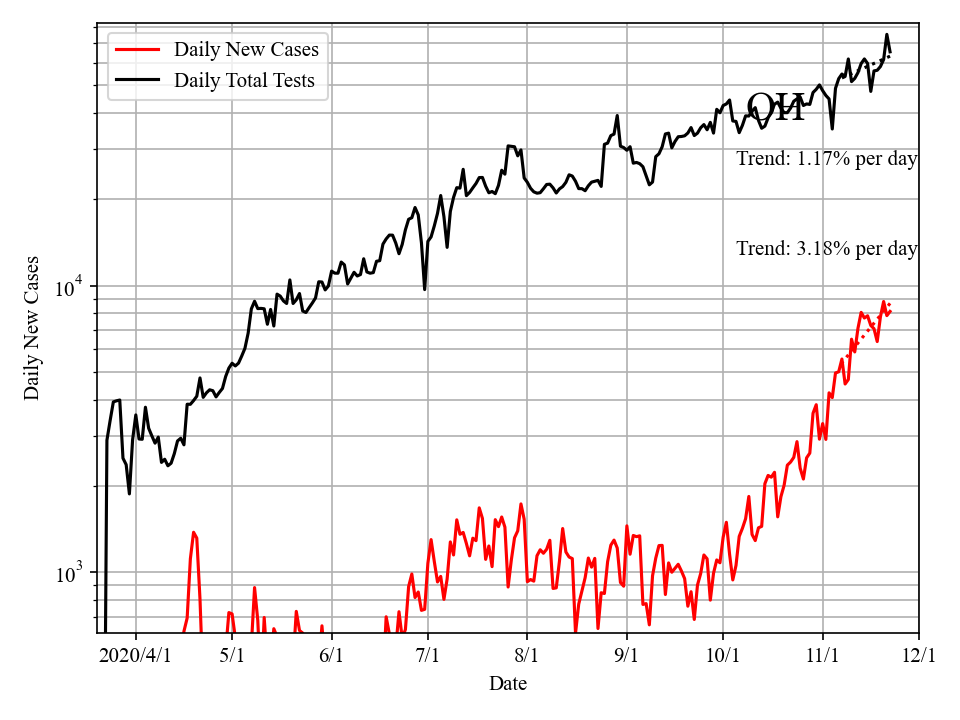 Daily New Cases
Daily Total Tests
OH
Trend: 1.17% per day
Trend: 3.18% per day
Daily New Cases
10^4
10^3
2020/4/1 5/1 6/1 7/1 8/1 9/1 10/1 11/1 12/1
Date